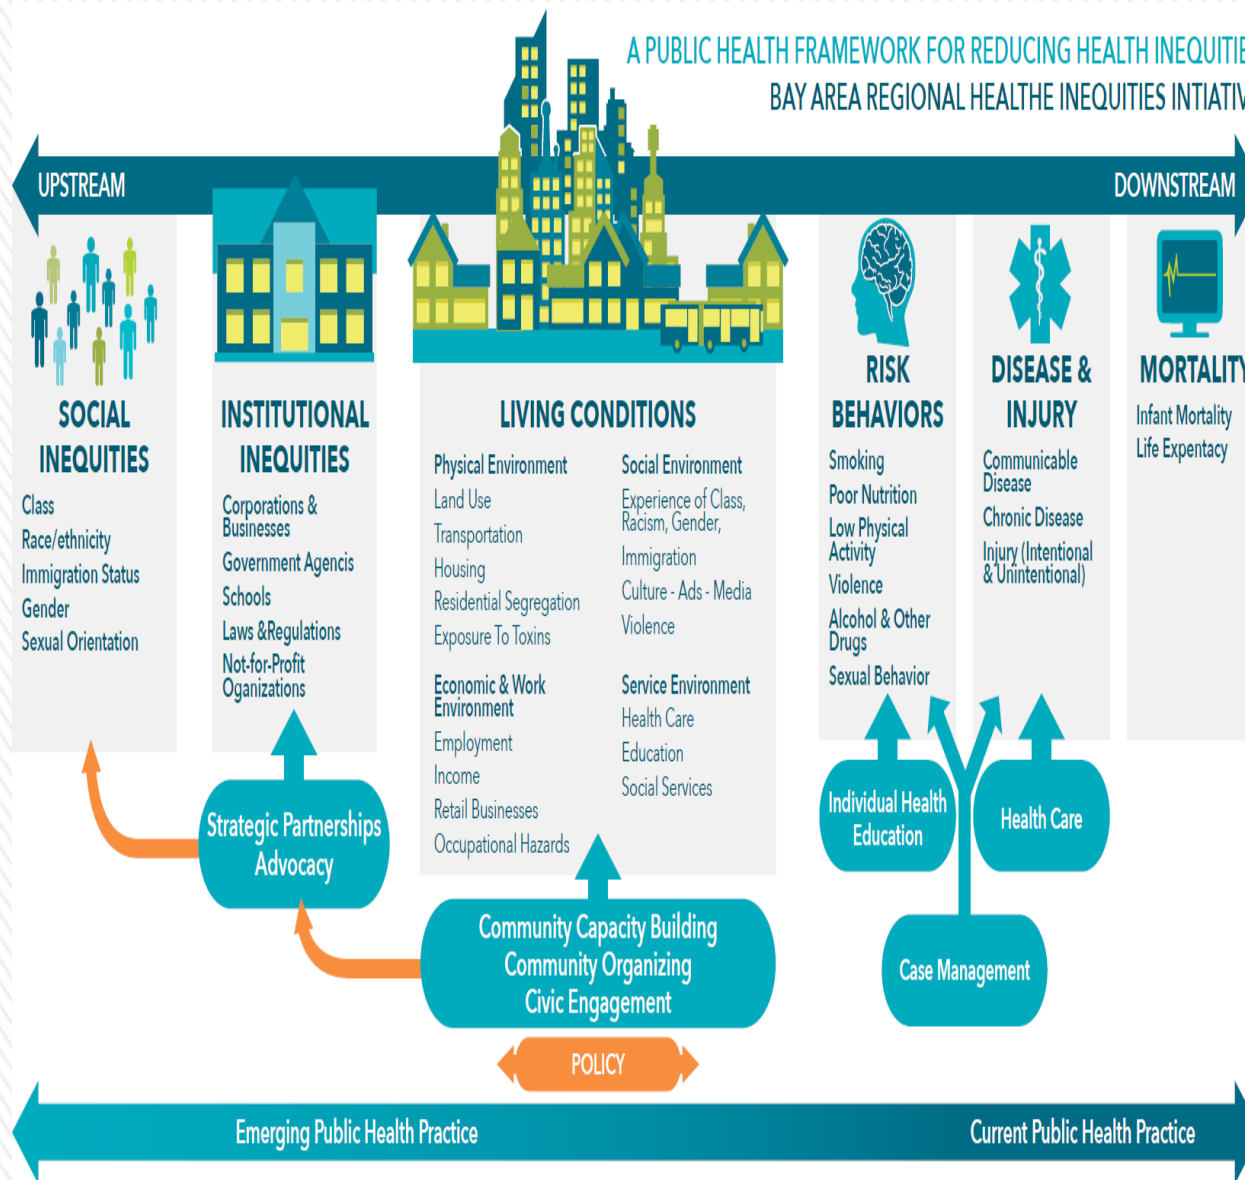 A PUBLIC HEALTH FRAMEWORK FOR REDUCING HEALTH INEQUITIE
BAY AREA REGIONAL HEALTHE INEQUITIES INTIATIV
UPSTREAM
DOWNSTREAM
SOCIAL
INEQUITIES
Class
Race/ethnicity
Immigration Status
Gender
Sexual Orientation
INSTITUTIONAL
INEQUITIES
Corporations &
Businesses
Government Agencis
Schools
Laws &Regulations
Not-for-Profit
Oganizations
Strategic Partnerships
Advocacy
LIVING CONDITIONS
Physical Environment
Land Use
Transportation
Housing
Residential Segregation
Exposure To Toxins
Economic & Work
Environment
Employment
Income
Retail Businesses
Occupational Hazards
Social Environment
Experience of Class,
Racism, Gender,
Immigration
Culture - Ads - Media
Violence
Service Environment
Health Care
Education
Social Services
Community Capacity Building
Community Organizing
Civic Engagement
POLICY
RISK
BEHAVIORS
Smoking
Poor Nutrition
Low Physical
Activity
Violence
Alcohol & Other
Drugs
Sexual Behavior
Individual Health
Education
DISEASE &
INJURY
Communicable
Disease
Chronic Disease
Injury (Intentional
& Unintentional)
Health Care
Case Management
MORTALITY
Infant Mortality
Life Expentacy
Emerging Public Health Practice
Current Public Health Practice